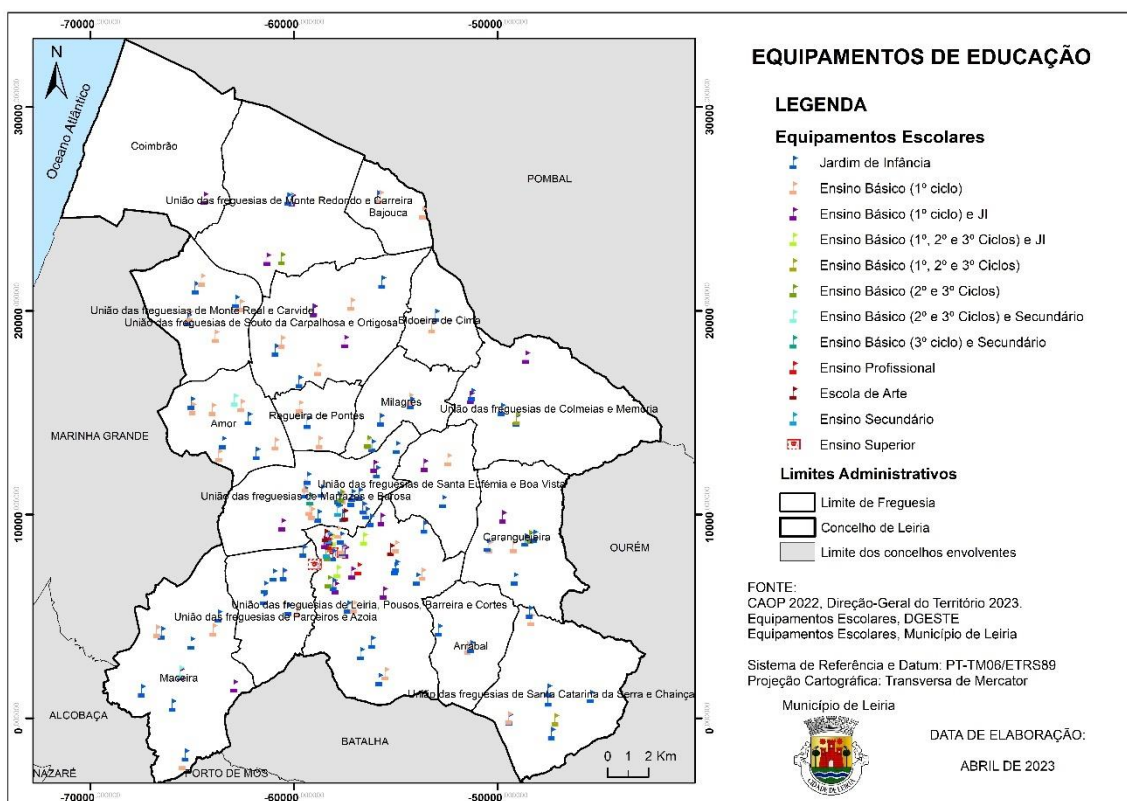 -70000
-60000
-50000
N
Oceano Atlântico
30000
30000
20000
20000
10000
10000
0
0
Coimbrão
POMBAL
União das freguesias de Monte Redondo e Carreira
Bajouca
União das freguesias de Monte Real e Carvide
União das freguesias de Souto da Carpalhosa e Ortigosa
Bidoeira de Cima
Milagres
União das freguesias de Colmeias e Memória
Regueira de Pontes
Amor
MARINHA GRANDE
União das freguesias de Santa Eufémia e Boa Vista
União das freguesias de Marrazes e Barosa
Caranguejeira
OURÉM
União das freguesias de Leiria, Pousos, Barreira e Cortes
União das freguesias de Parceiros e Azoia
Arrabal
Maceira
União das freguesias de Santa Catarina da Serra e Chainça
ALCOBAÇA
BATALHA
NAZARÉ
PORTO DE MÓS
0 1 2 Km
-70000
-60000
-50000
EQUIPAMENTOS DE EDUCAÇÃO
LEGENDA
Equipamentos Escolares
Jardim de Infância
Ensino Básico (1º ciclo)
Ensino Básico (1º ciclo) e JI
Ensino Básico (1º, 2º e 3º Ciclos) e JI
Ensino Básico (1º, 2º e 3º Ciclos)
Ensino Básico (2º e 3º Ciclos)
Ensino Básico (2º e 3º Ciclos) e Secundário
Ensino Básico (3º ciclo) e Secundário
Ensino Profissional
Escola de Arte
Ensino Secundário
Ensino Superior
Limites Administrativos
Limite de Freguesia
Concelho de Leiria
Limite dos concelhos envolventes
FONTE:
CAOP 2022, Direção-Geral do Território 2023.
Equipamentos Escolares, DGESTE
Equipamentos Escolares, Município de Leiria
Sistema de Referência e Datum: PT-TM06/ETRS89
Projeção Cartográfica: Transversa de Mercator
Município de Leiria
CIDADE DE LEIRIA
DATA DE ELABORAÇÃO:
ABRIL DE 2023